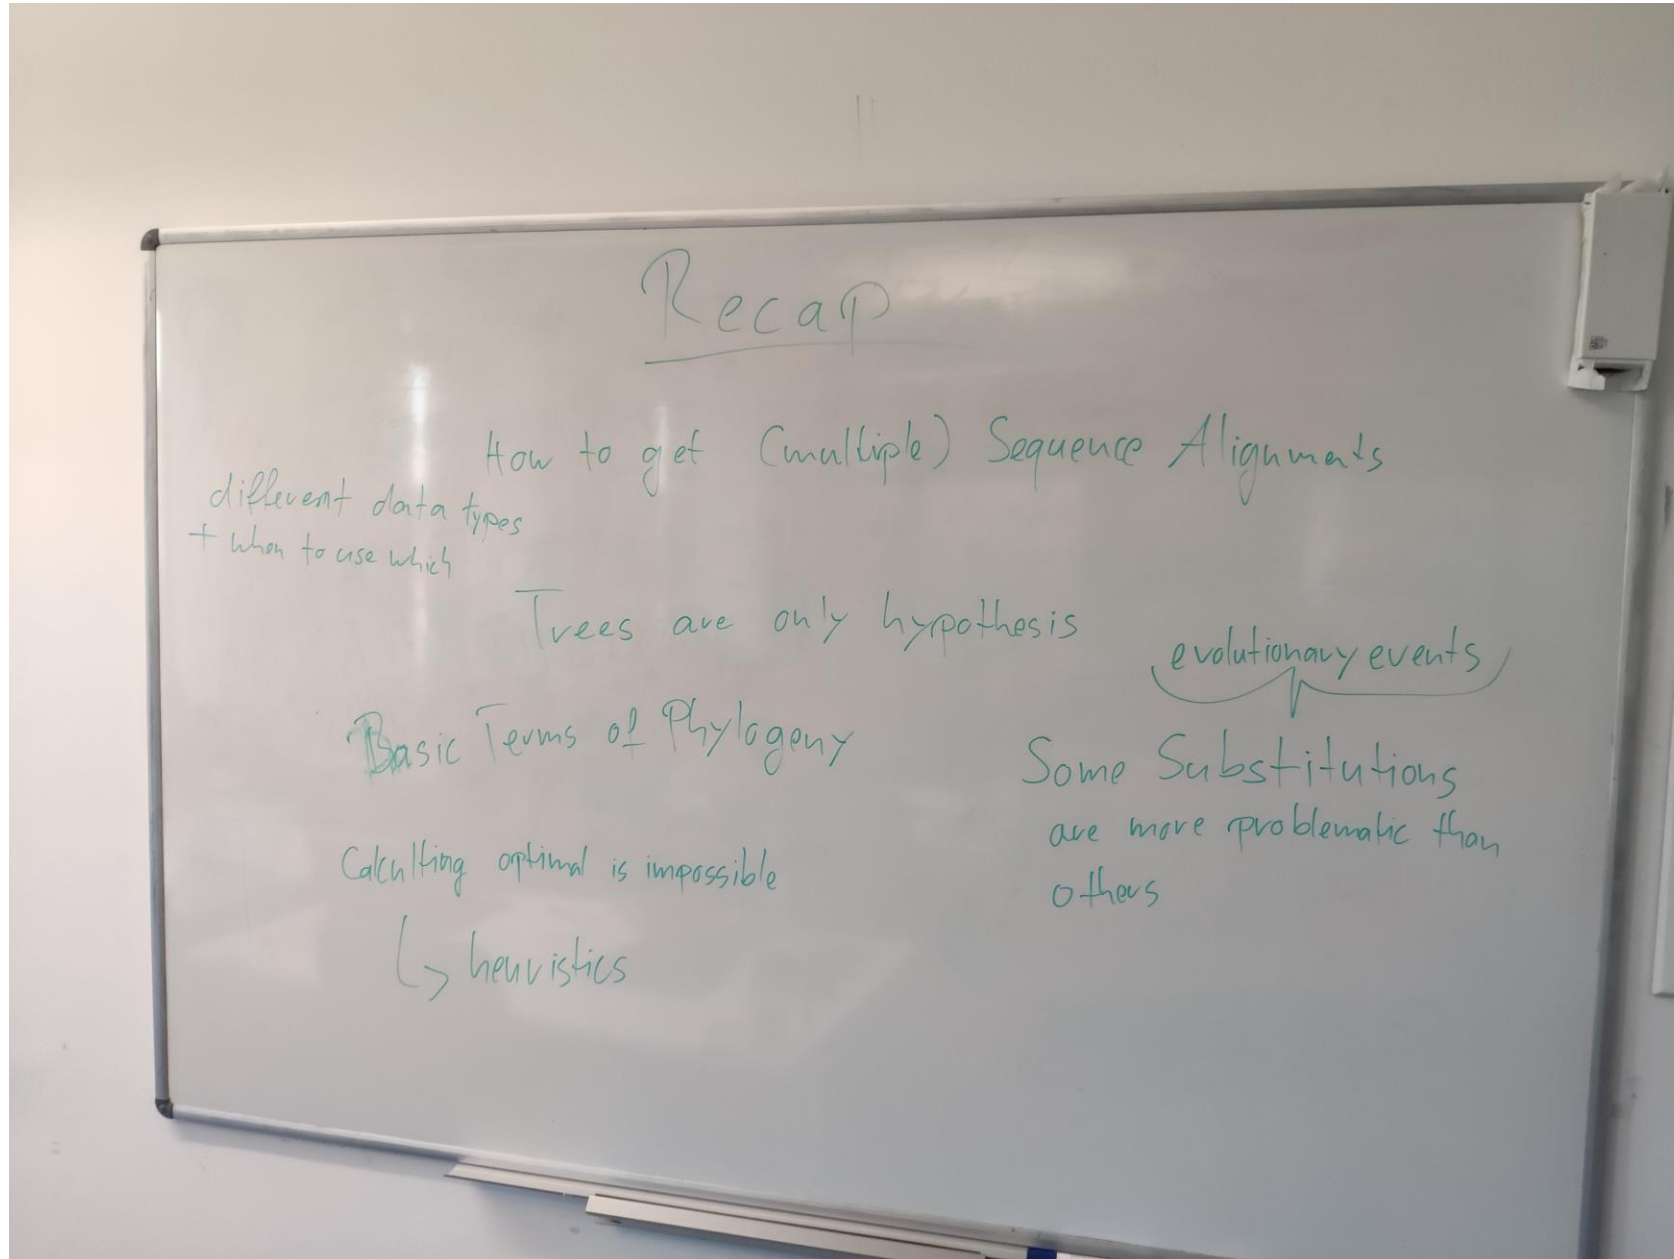 Recap
How to get (multiple) Sequence Alignments
different data types
+ when to use which
Trees are only hypothesis
evolutionary events
Basic Terms of Phylogeny
Some Substitutions
are more problematic than
others
Calculting optimal is impossible
↳ heuristics